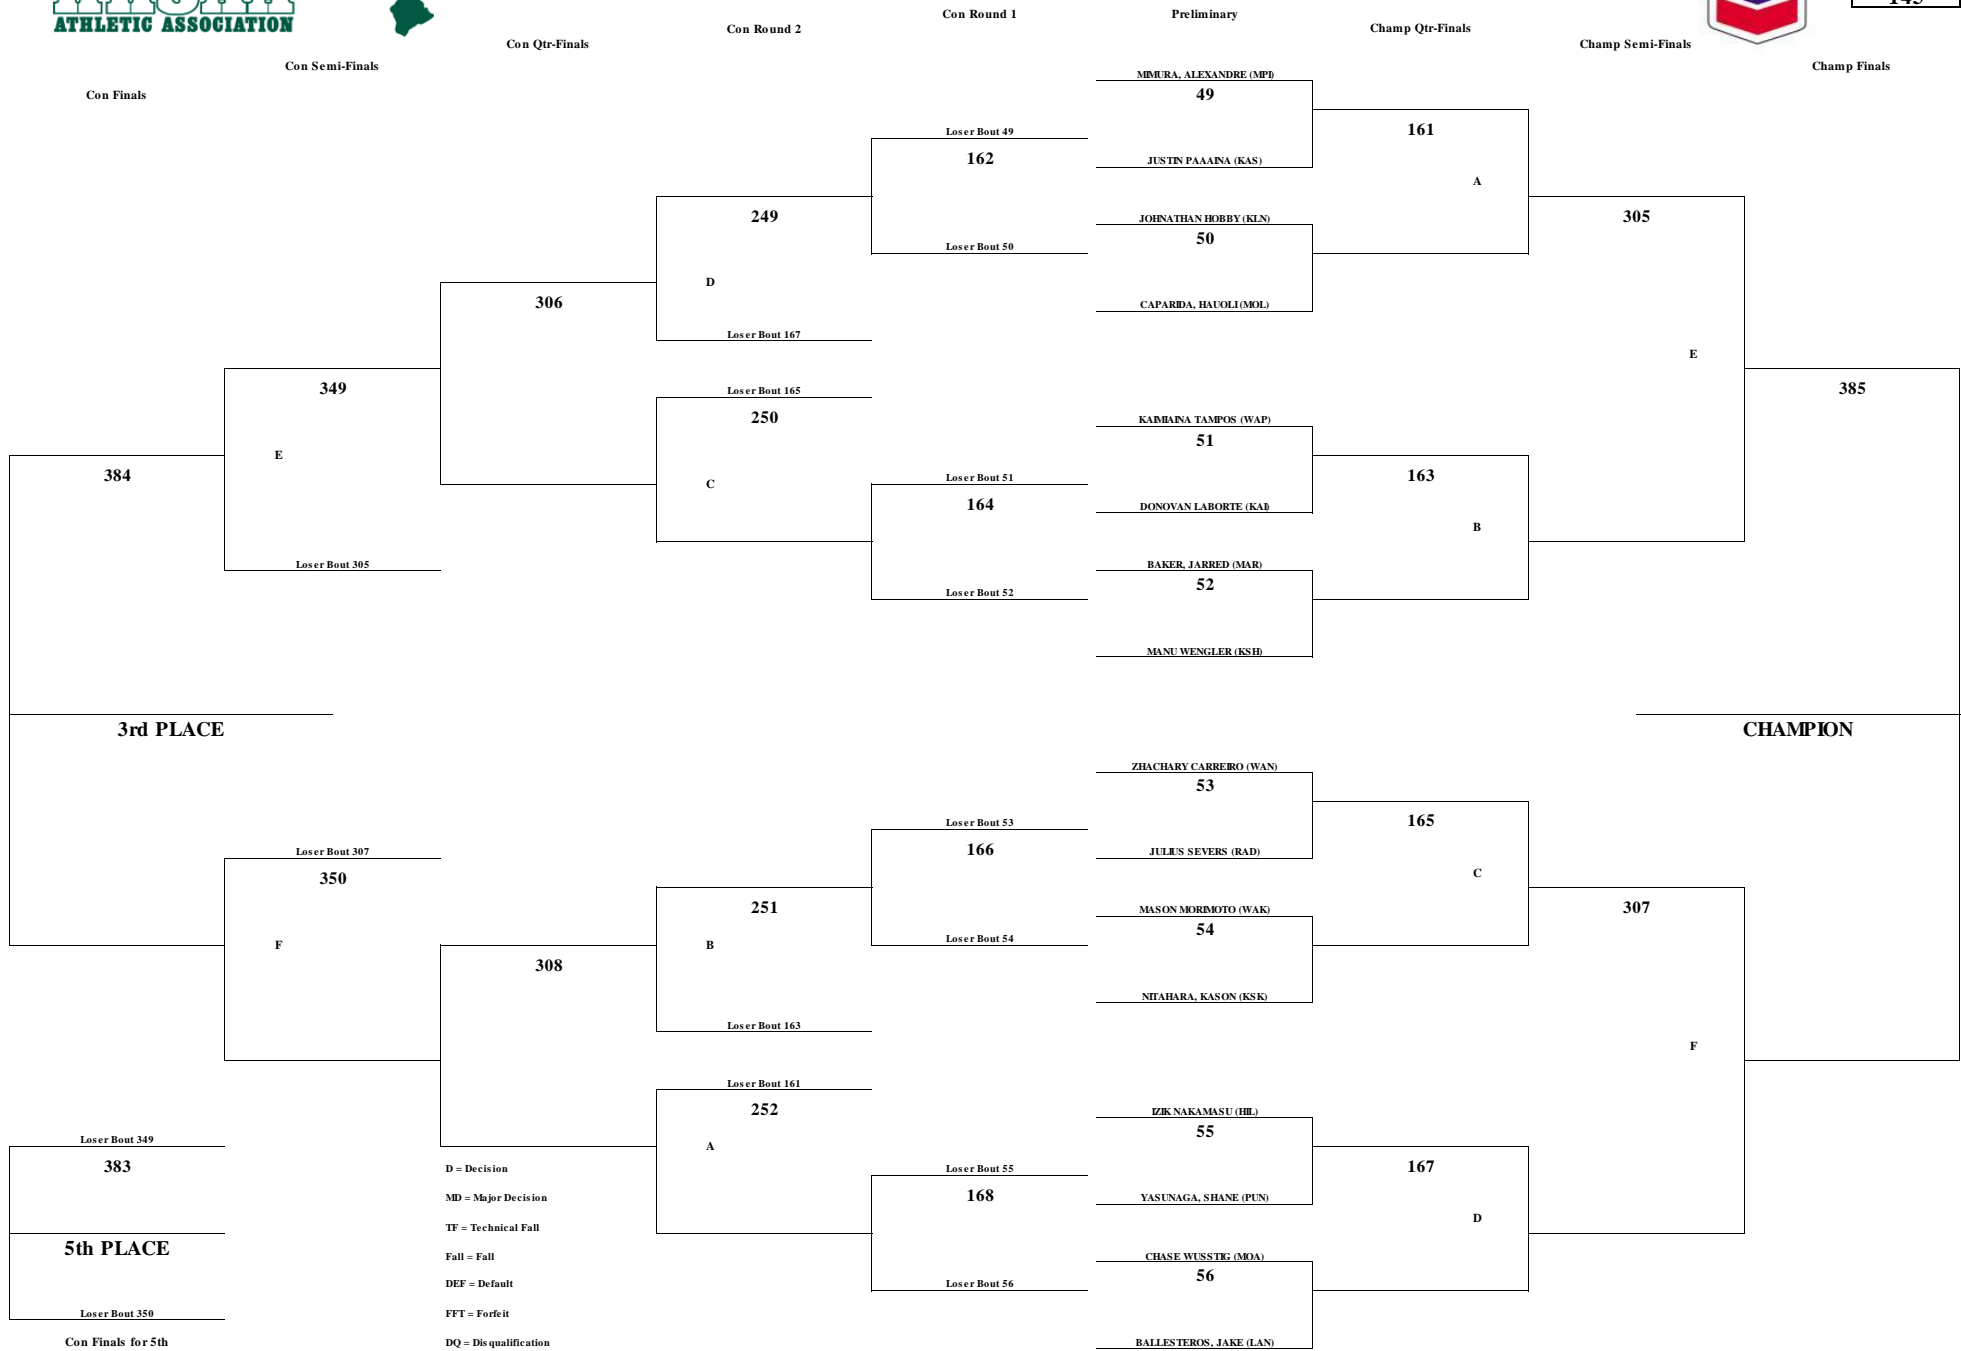 ATHLETIC ASSOCIATION
Con Finals
Con Semi-Finals
Con Qtr-Finals
Con Round 2
Con Round 1
Preliminary
Champ Qtr-Finals
Champ Semi-Finals
Champ Finals
MIMURA, ALEXANDRE (MPI)
49
JUSTIN PAAAINA (KAS)
JOHNATHAN HOBBY (KLN)
50
CAPARIDA, HAUOLI (MOL)
KAIMIAINA TAMPOS (WAP)
51
DONOVAN LABORTE (KAI)
BAKER, JARRED (MAR)
52
MANU WENGLER (KSH)
ZHACHARY CARREIRO (WAN)
53
JULIUS SEVERS (RAD)
MASON MORIMOTO (WAK)
54
NITAHARA, KASON (KSK)
IZIK NAKAMASU (HIL)
55
YASUNAGA, SHANE (PUN)
CHASE WUSSTIG (MOA)
56
BALLESTEROS, JAKE (LAN)
161
A
163
B
165
C
167
D
305
E
307
F
385
CHAMPION
Loser Bout 49
162
Loser Bout 50
Loser Bout 51
164
Loser Bout 52
Loser Bout 53
166
Loser Bout 54
Loser Bout 55
168
Loser Bout 56
249
D
Loser Bout 167
Loser Bout 165
250
C
251
B
Loser Bout 163
Loser Bout 161
252
A
306
308
349
E
Loser Bout 305
Loser Bout 307
350
F
384
3rd PLACE
Loser Bout 349
383
5th PLACE
Loser Bout 350
Con Finals for 5th
D = Decision
MD = Major Decision
TF = Technical Fall
Fall = Fall
DEF = Default
FFT = Forfeit
DQ = Disqualification